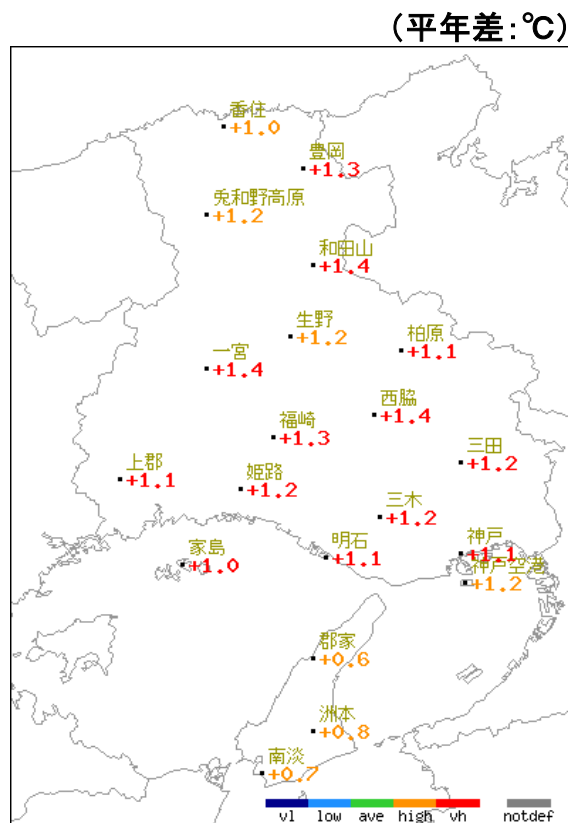 (平年差:℃)
香住
+1.0
豊岡
+1.3
兎和野高原
+1.2
和田山
+1.4
生野
+1.2
柏原
+1.1
一宮
+1.4
西脇
+1.4
福崎
+1.3
三田
+1.2
上郡
+1.1
姫路
+1.2
三木
+1.2
家島
+1.0
明石
+1.1
神戸
+1.1
神戸空港
+1.2
郡家
+0.6
洲本
+0.8
南淡
+0.7
vl low ave high vh notdef